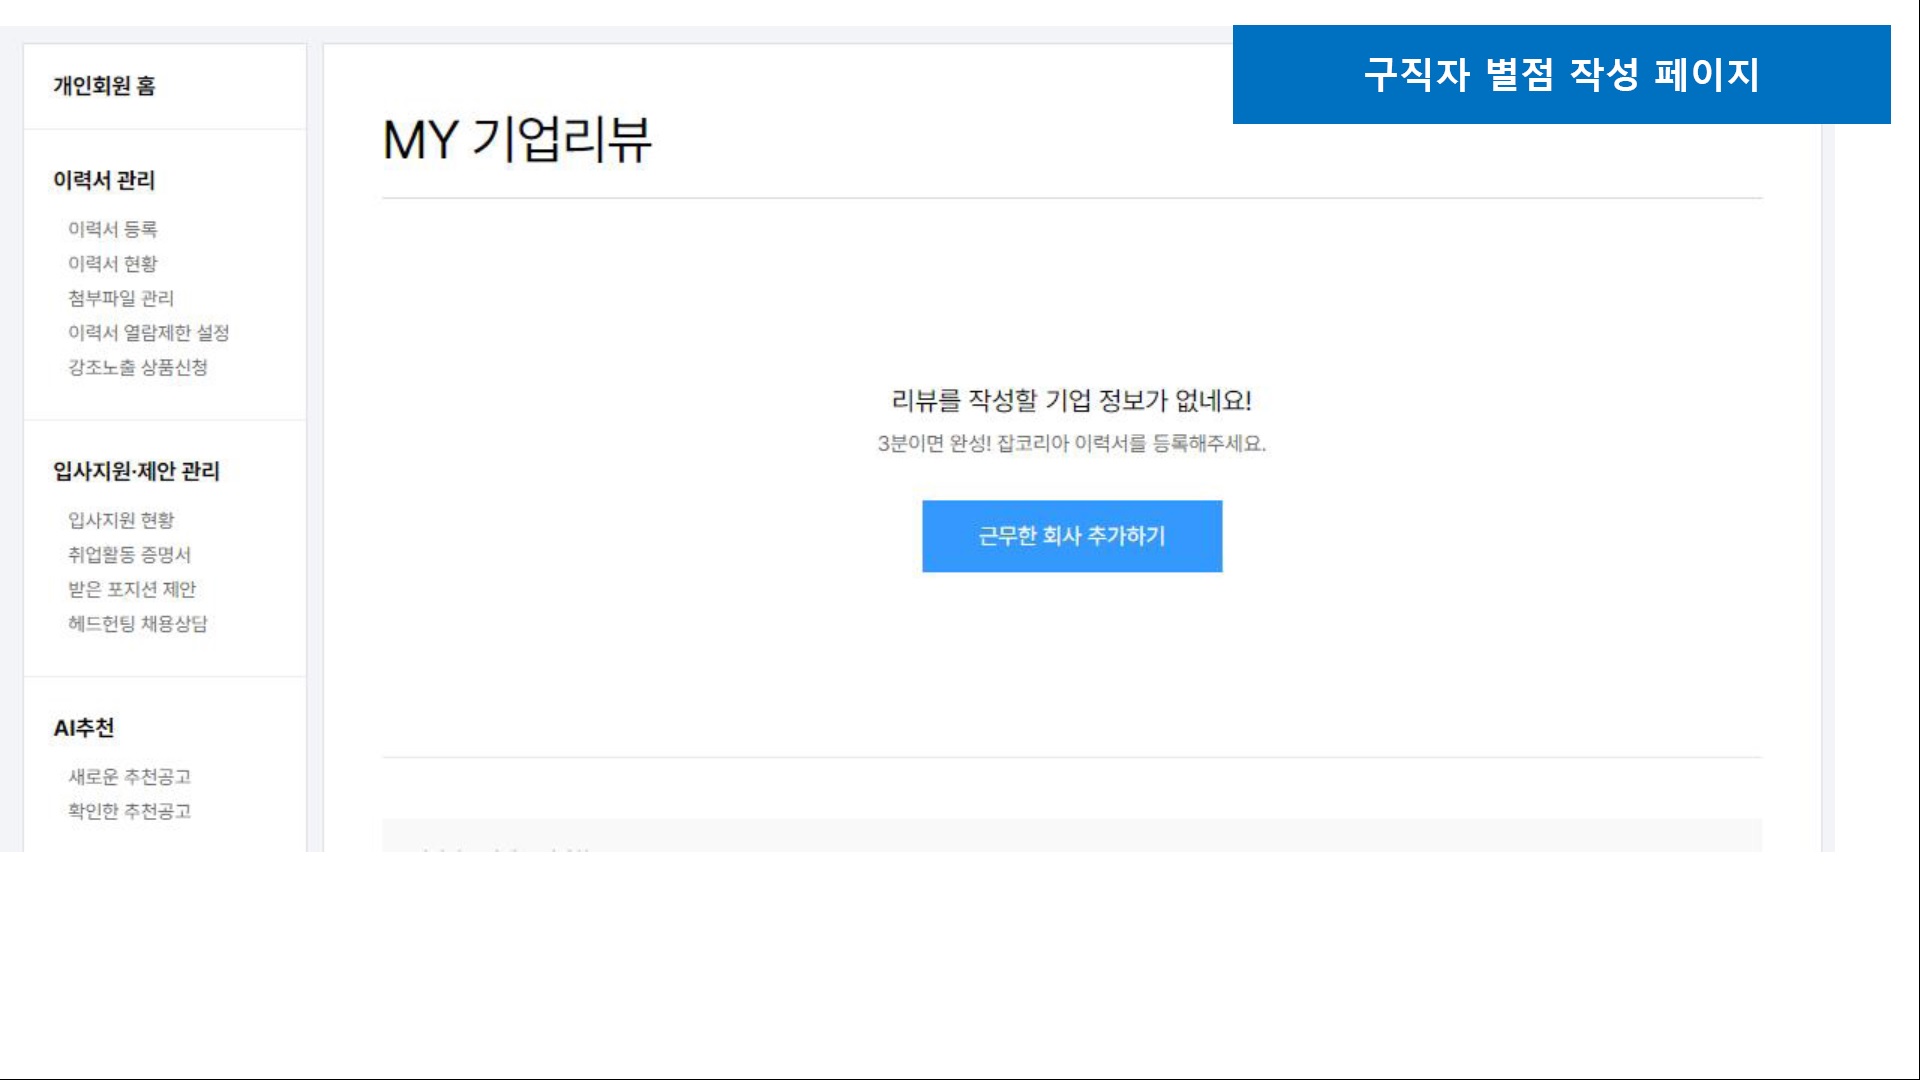 구직자 별점 작성 페이지
개인회원 홈
이력서 관리
이력서 등록
이력서 현황
첨부파일 관리
이력서 열람제한 설정
강조노출 상품신청
입사지원·제안 관리
입사지원 현황
취업활동 증명서
받은 포지션 제안
헤드헌팅 채용상담
AI추천
새로운 추천공고
확인한 추천공고
MY 기업리뷰
리뷰를 작성할 기업 정보가 없네요!
3분이면 완성! 잡코리아 이력서를 등록해주세요.
근무한 회사 추가하기